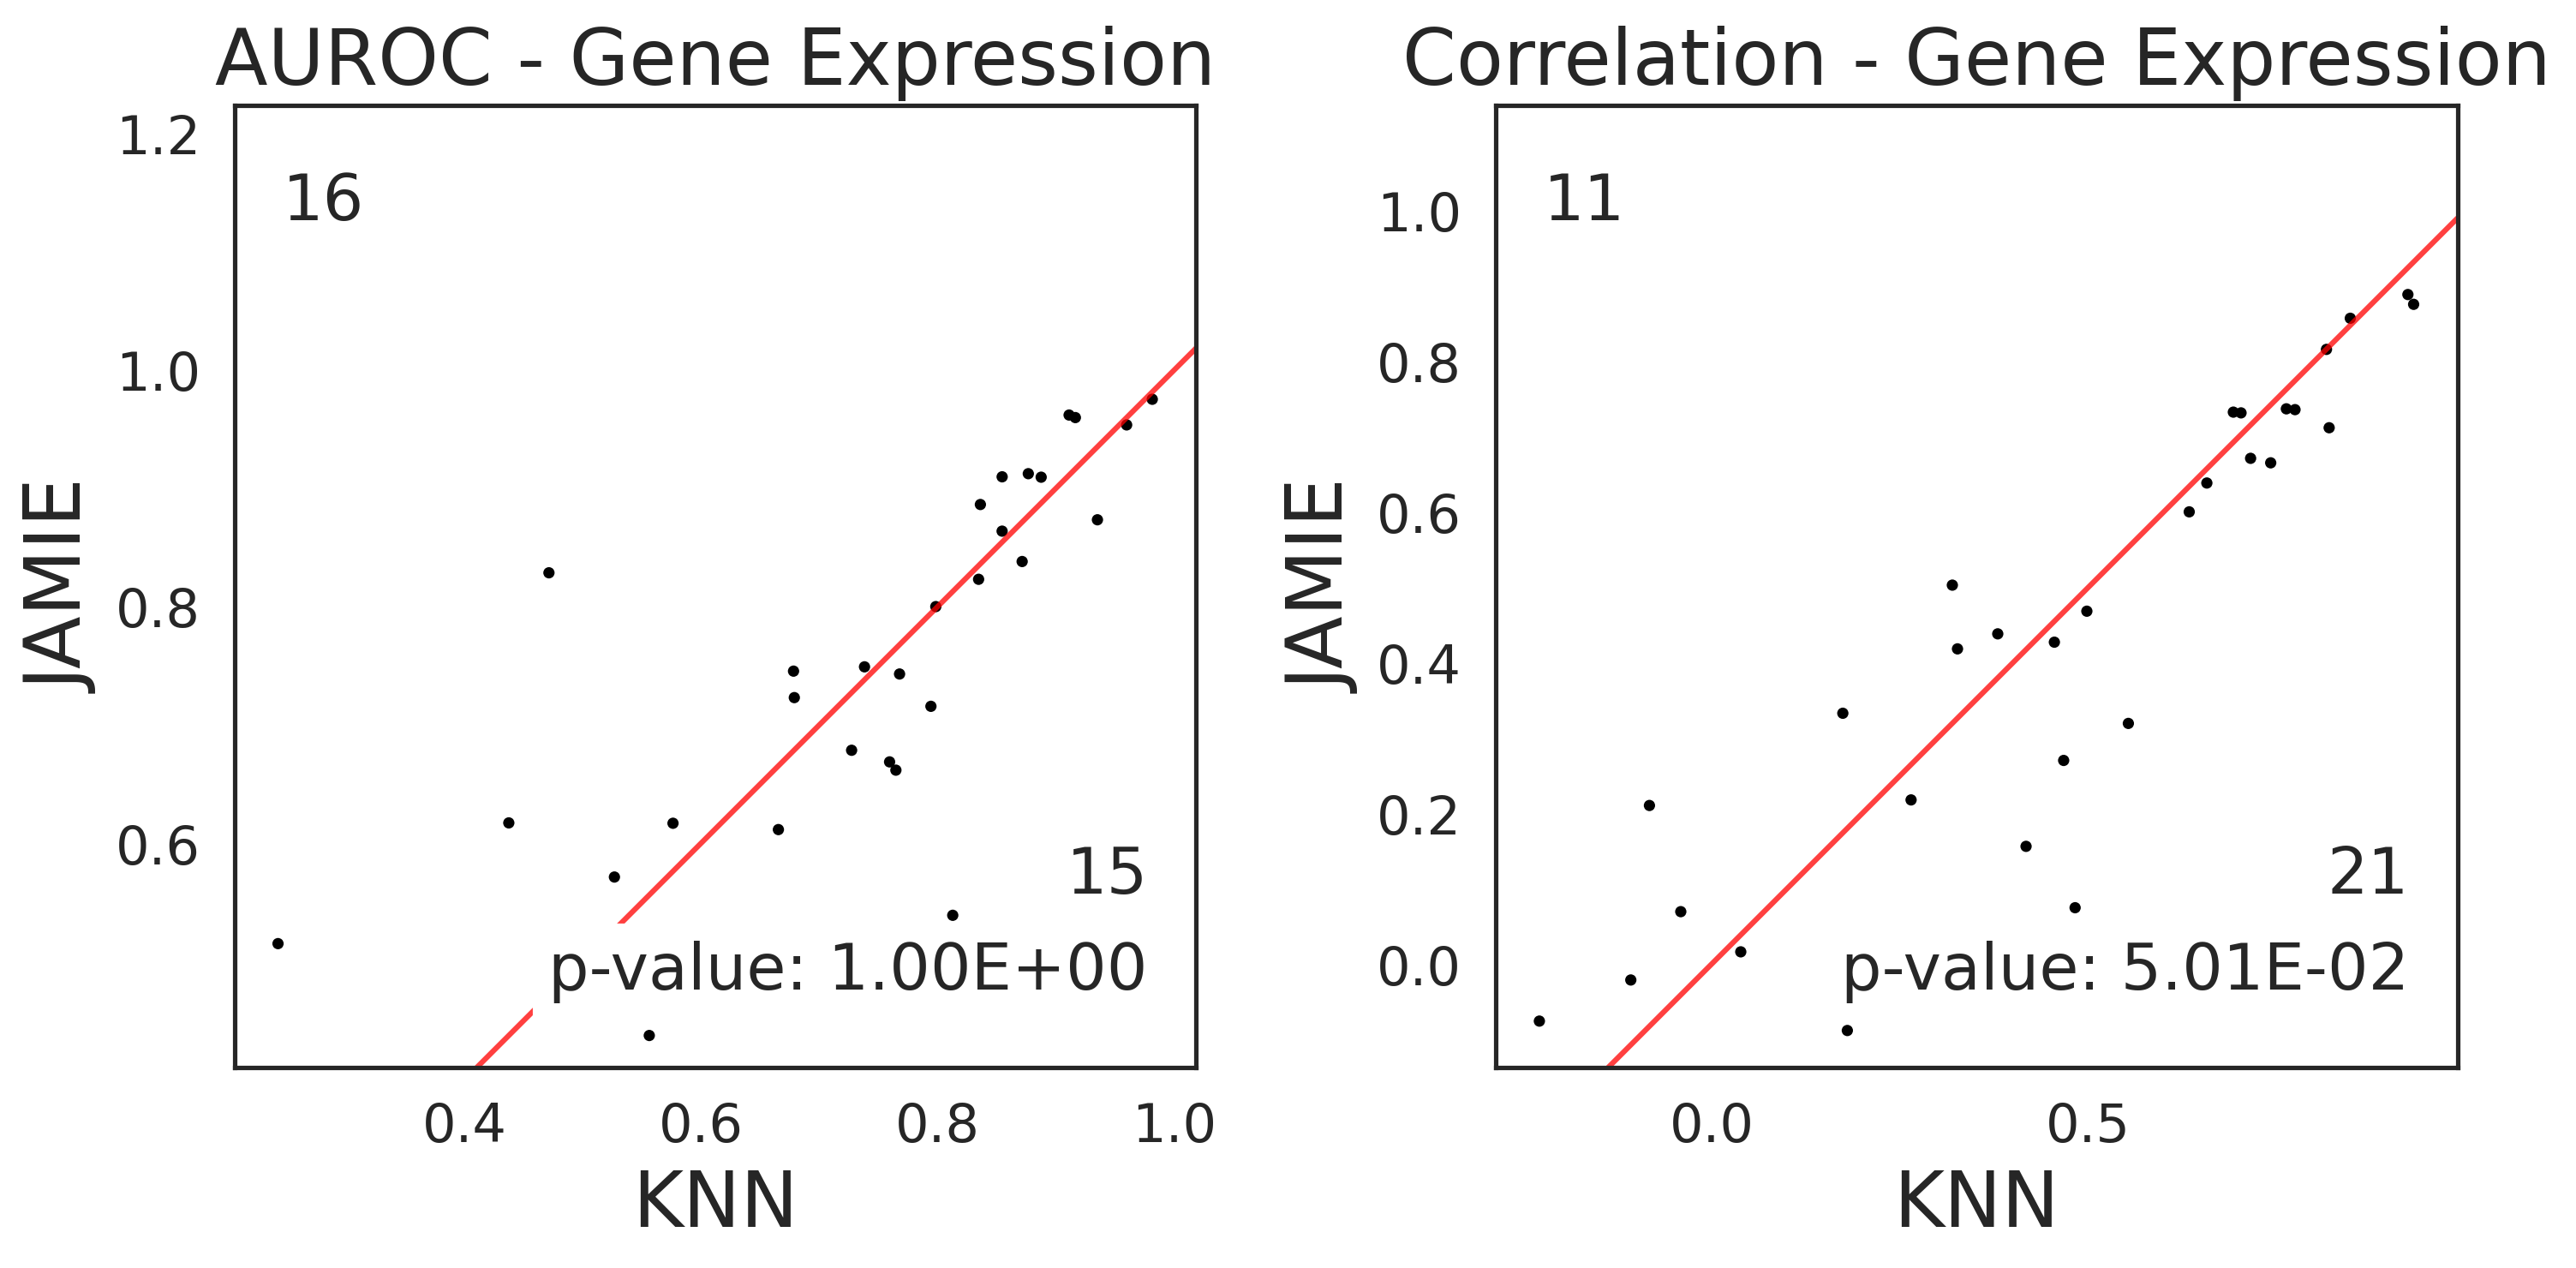 AUROC - Gene Expression
1.2
1.0
0.8
0.6
JAMIE
16
15
p-value: 1.00E+00
0.4 0.6 0.8 1.0
KNN
Correlation - Gene Expression
1.0
0.8
0.6
0.4
0.2
0.0
JAMIE
11
21
p-value: 5.01E-02
0.0 0.5
KNN